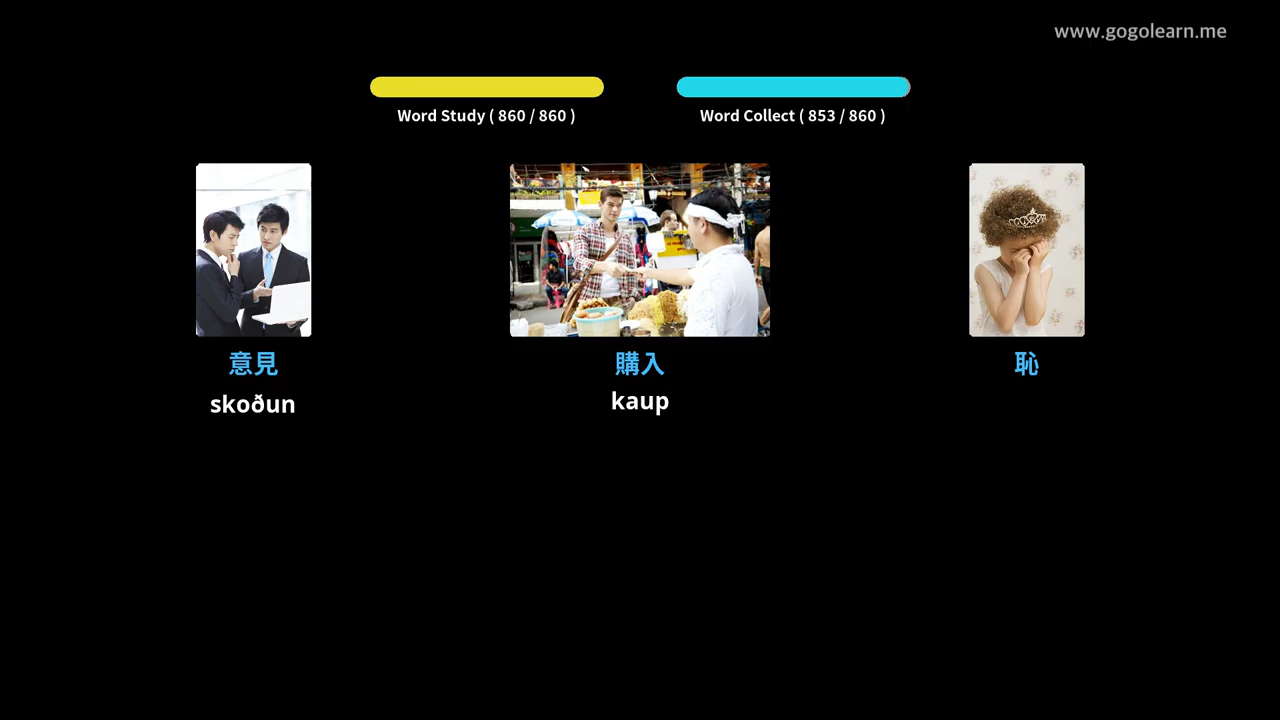 www.gogolearn.me
Word Study ( 860 / 860 )
Word Collect ( 853 / 860 )
意見
購入
恥
skoðun
kaup